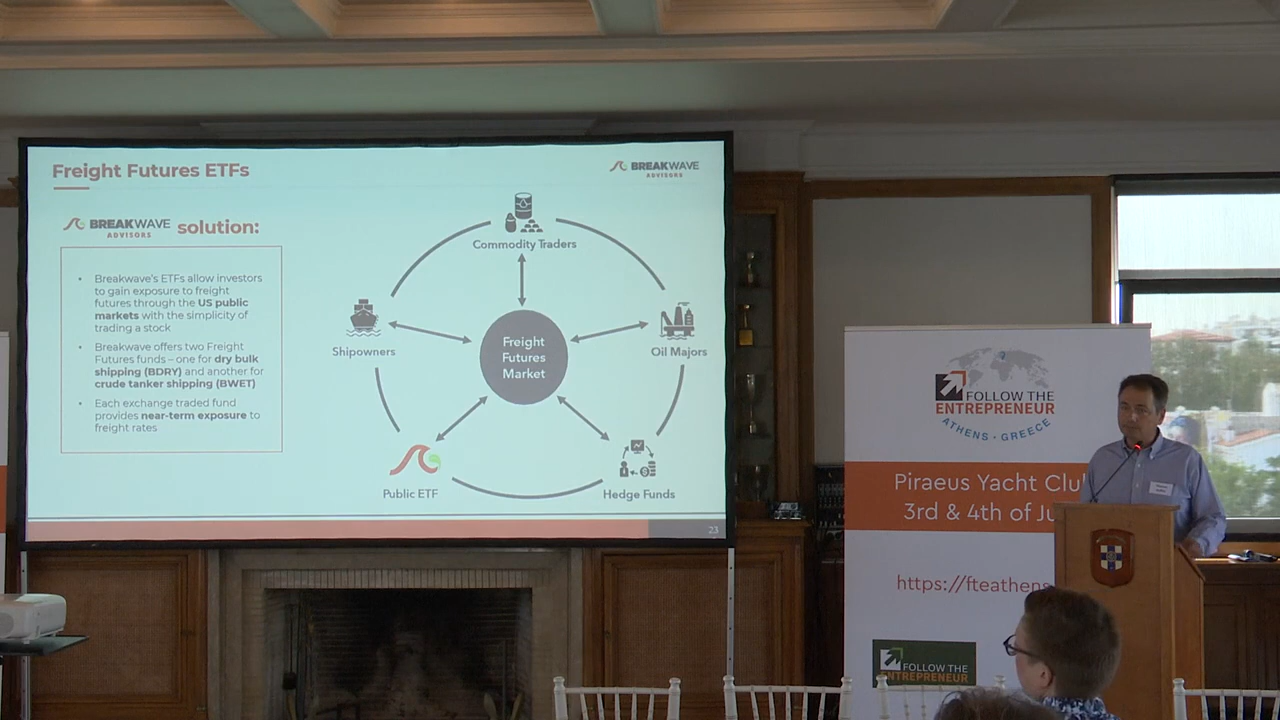 Freight Futures ETFs
BREAKWAVE
ADVISORS
BREAKWAVE
ADVISORS
solution:
• Breakwave's ETFs allow investors
to gain exposure to freight
futures through the US public
markets with the simplicity of
trading a stock
• Breakwave offers two Freight
Futures funds – one for dry bulk
shipping (BDRY) and another for
crude tanker shipping (BWET)
• Each exchange traded fund
provides near-term exposure to
freight rates
Commodity Traders
Shipowners
Oil Majors
Freight
Futures
Market
Public ETF
Hedge Funds
23
FOLLOW THE
ENTREPRENEUR
ATHENS • GREECE
Piraeus Yacht Clu
3rd & 4th of Ju
https://fteathens
FOLLOW THE
ENTREPRENEUR